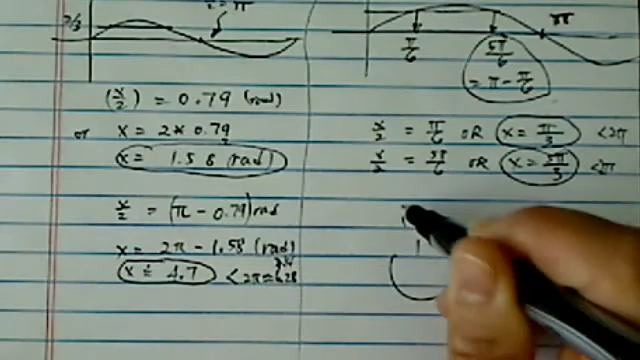 π
(x/2) = 0.79 (rad)
or x = 2 × 0.79
x = 1.58 (rad)
x/2 = (π - 0.79) rad
x = 2π - 1.58 (rad)
x = 4.7 < 2π = 6.28
π
π/6 5π/6
= π - π/6
x/2 = π/6 OR x = π/3 < 2π
x/2 = 5π/6 OR x = 5π/3 < 2π